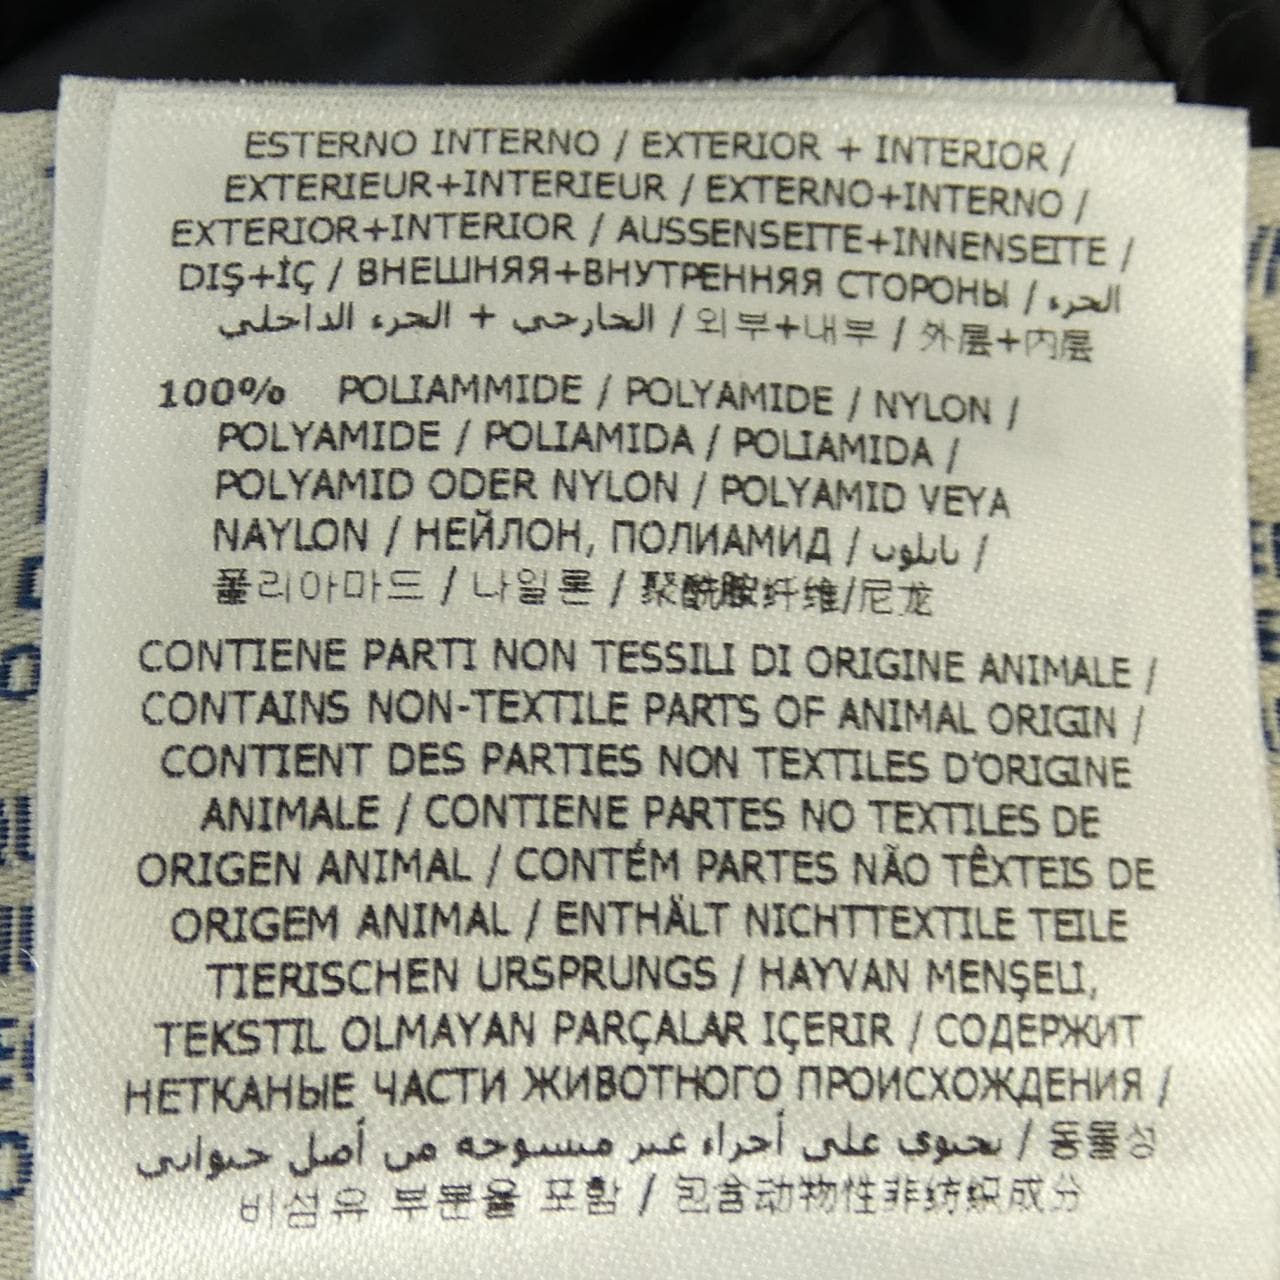 ESTERNO INTERNO / EXTERIOR + INTERIOR /
EXTERIEUR+INTERIEUR / EXTERNO+INTERNO /
EXTERIOR+INTERIOR / AUSSENSEITE+INNENSEITE /
DIŞ+İÇ / ВНЕШНЯЯ+ВНУТРЕННЯЯ СТОРОНЫ / الجزء
الخارجي + الجزء الداخلي / 외부+내부 / 外层+内层
100% POLIAMMIDE / POLYAMIDE / NYLON /
POLYAMIDE / POLIAMIDA / POLIAMIDA /
POLYAMID ODER NYLON / POLYAMID VEYA
NAYLON / НЕЙЛОН, ПОЛИАМИД / نايلون /
폴리아마드 / 나일론 / 聚酰胺纤维/尼龙
CONTIENE PARTI NON TESSILI DI ORIGINE ANIMALE /
CONTAINS NON-TEXTILE PARTS OF ANIMAL ORIGIN /
CONTIENT DES PARTIES NON TEXTILES D'ORIGINE
ANIMALE / CONTIENE PARTES NO TEXTILES DE
ORIGEN ANIMAL / CONTÉM PARTES NÃO TÊXTEIS DE
ORIGEM ANIMAL / ENTHÄLT NICHTTEXTILE TEILE
TIERISCHEN URSPRUNGS / HAYVAN MENŞELI,
TEKSTIL OLMAYAN PARÇALAR IÇERIR / СОДЕРЖИТ
НЕТКАНЫЕ ЧАСТИ ЖИВОТНОГО ПРОИСХОЖДЕНИЯ /
يحتوي على أجزاء غير منسوجة من أصل حيواني / 동물성
비섬유 부분을 포함 / 包含动物性非纺织成分